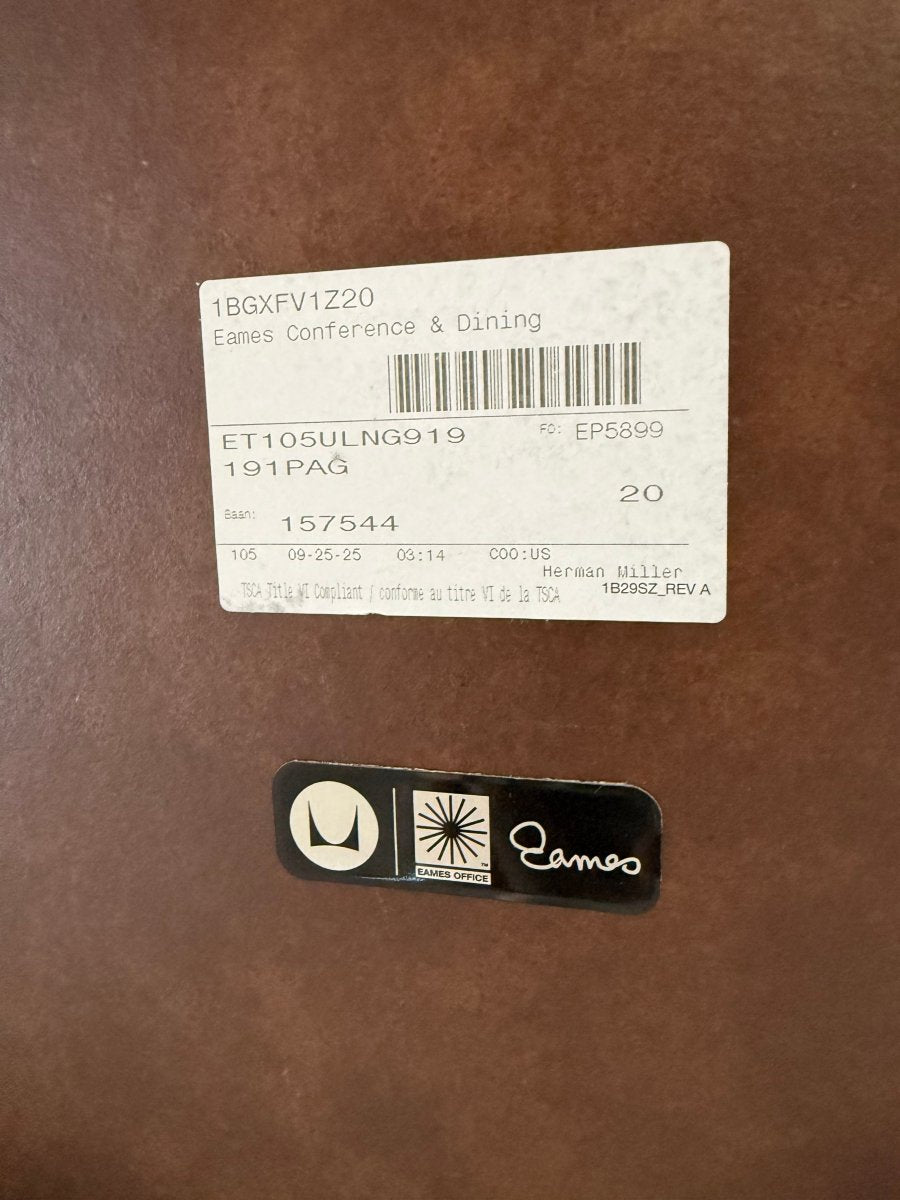 1BGXFV1Z20
Eames Conference & Dining
ET105ULNG919 FO: EP5899
191PAG
20
Baan: 157544
105 09-25-25 03:14 COO:US
Herman Miller
TSCA Title VI Compliant / conforme au titre VI de la TSCA 1B29SZ_REV A
EAMES OFFICE ™
Eames